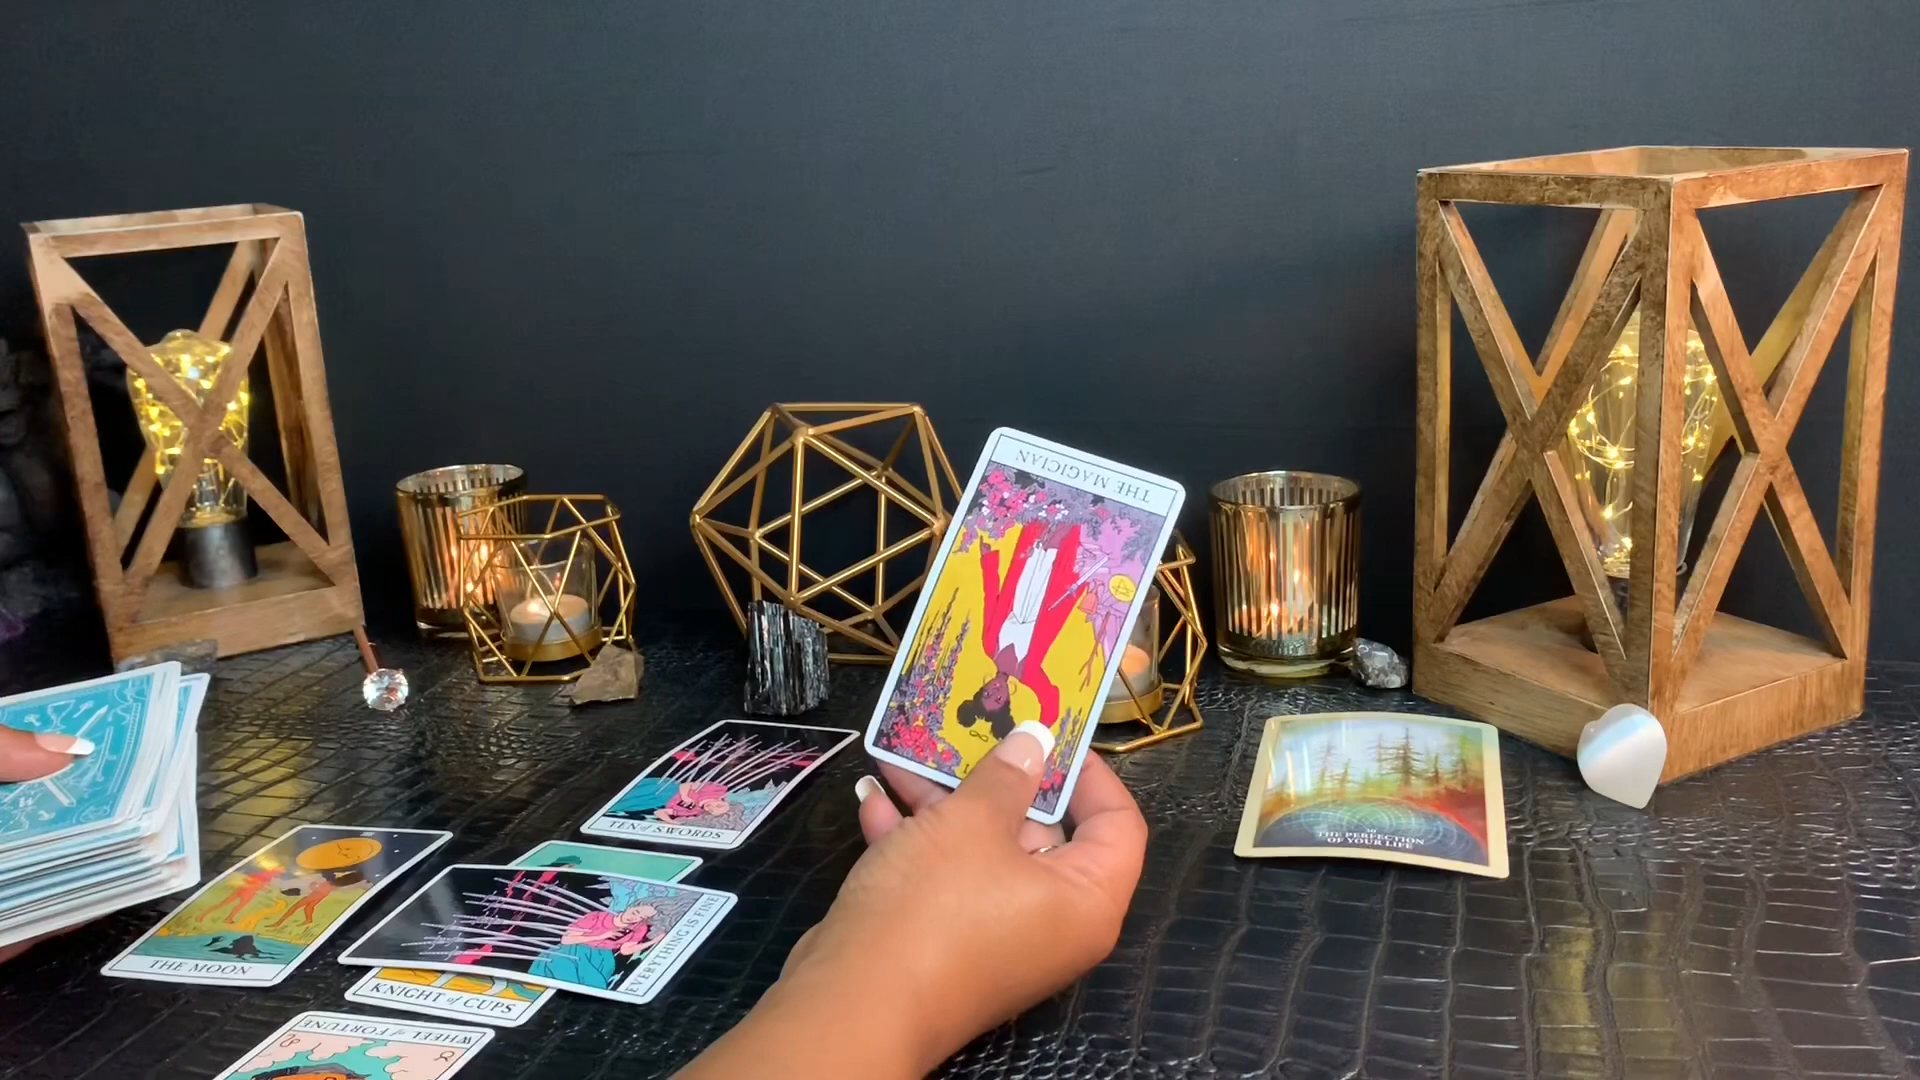 THE MAGICIAN
TEN of SWORDS
THE PERFECTION
OF YOUR LIFE
EVERYTHING IS FINE
THE MOON
KNIGHT of CUPS
WHEEL of FORTUNE